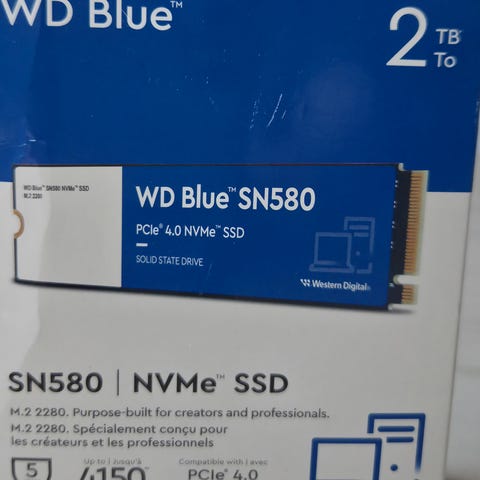 WD Blue™
2 TB
To
WD Blue™ SN580 NVMe™ SSD
M.2 2280
WD Blue™ SN580
PCIe® 4.0 NVMe™ SSD
SOLID STATE DRIVE
Western Digital®
SN580 | NVMe™ SSD
M.2 2280. Purpose-built for creators and professionals.
M.2 2280. Spécialement conçu pour
les créateurs et les professionnels
5
Up to | Jusqu'à
4150
Compatible with | avec
PCIe® 4.0